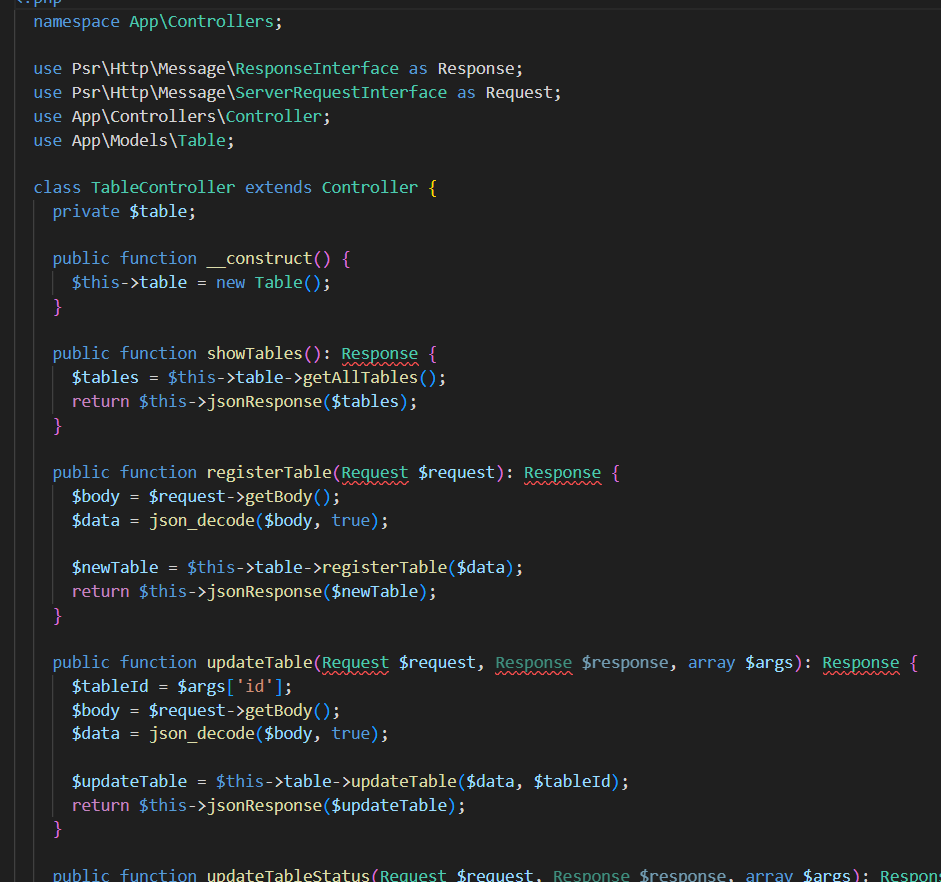 <?php
namespace App\Controllers;
use Psr\Http\Message\ResponseInterface as Response;
use Psr\Http\Message\ServerRequestInterface as Request;
use App\Controllers\Controller;
use App\Models\Table;
class TableController extends Controller {
private $table;
public function __construct() {
$this->table = new Table();
}
public function showTables(): Response {
$tables = $this->table->getAllTables();
return $this->jsonResponse($tables);
}
public function registerTable(Request $request): Response {
$body = $request->getBody();
$data = json_decode($body, true);
$newTable = $this->table->registerTable($data);
return $this->jsonResponse($newTable);
}
public function updateTable(Request $request, Response $response, array $args): Response {
$tableId = $args['id'];
$body = $request->getBody();
$data = json_decode($body, true);
$updateTable = $this->table->updateTable($data, $tableId);
return $this->jsonResponse($updateTable);
}
public function updateTableStatus(Request $request, Response $response, array $args): Respon